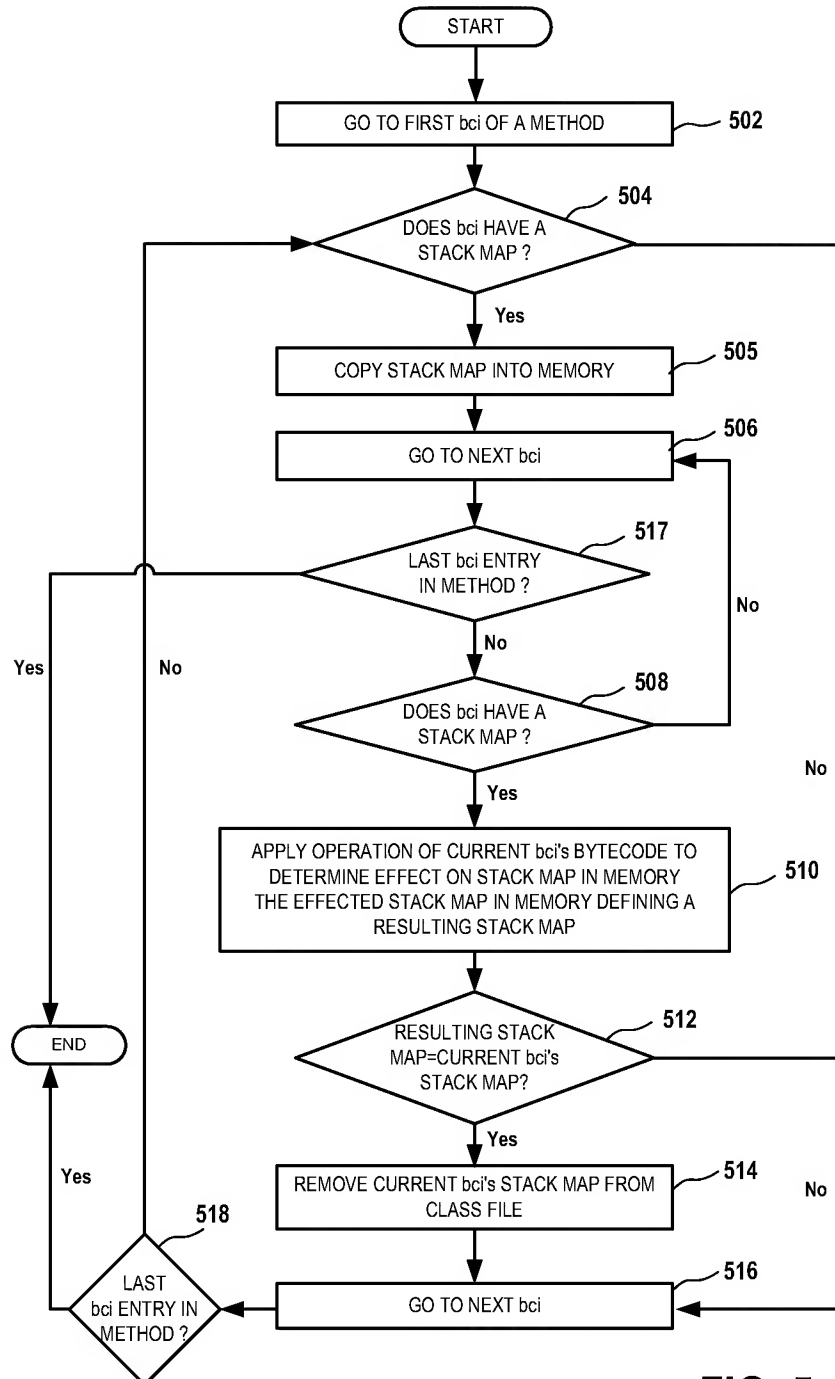 START
GO TO FIRST bci OF A METHOD
502
504
DOES bci HAVE A
STACK MAP ?
Yes
505
COPY STACK MAP INTO MEMORY
506
GO TO NEXT bci
517
LAST bci ENTRY
IN METHOD ?
No
No
Yes
No
508
DOES bci HAVE A
STACK MAP ?
No
Yes
APPLY OPERATION OF CURRENT bci's BYTECODE TO
DETERMINE EFFECT ON STACK MAP IN MEMORY
THE EFFECTED STACK MAP IN MEMORY DEFINING A
RESULTING STACK MAP
510
512
RESULTING STACK
MAP=CURRENT bci's
STACK MAP?
END
Yes
514
REMOVE CURRENT bci's STACK MAP FROM
CLASS FILE
Yes
No
518
516
LAST
bci ENTRY IN
METHOD ?
GO TO NEXT bci